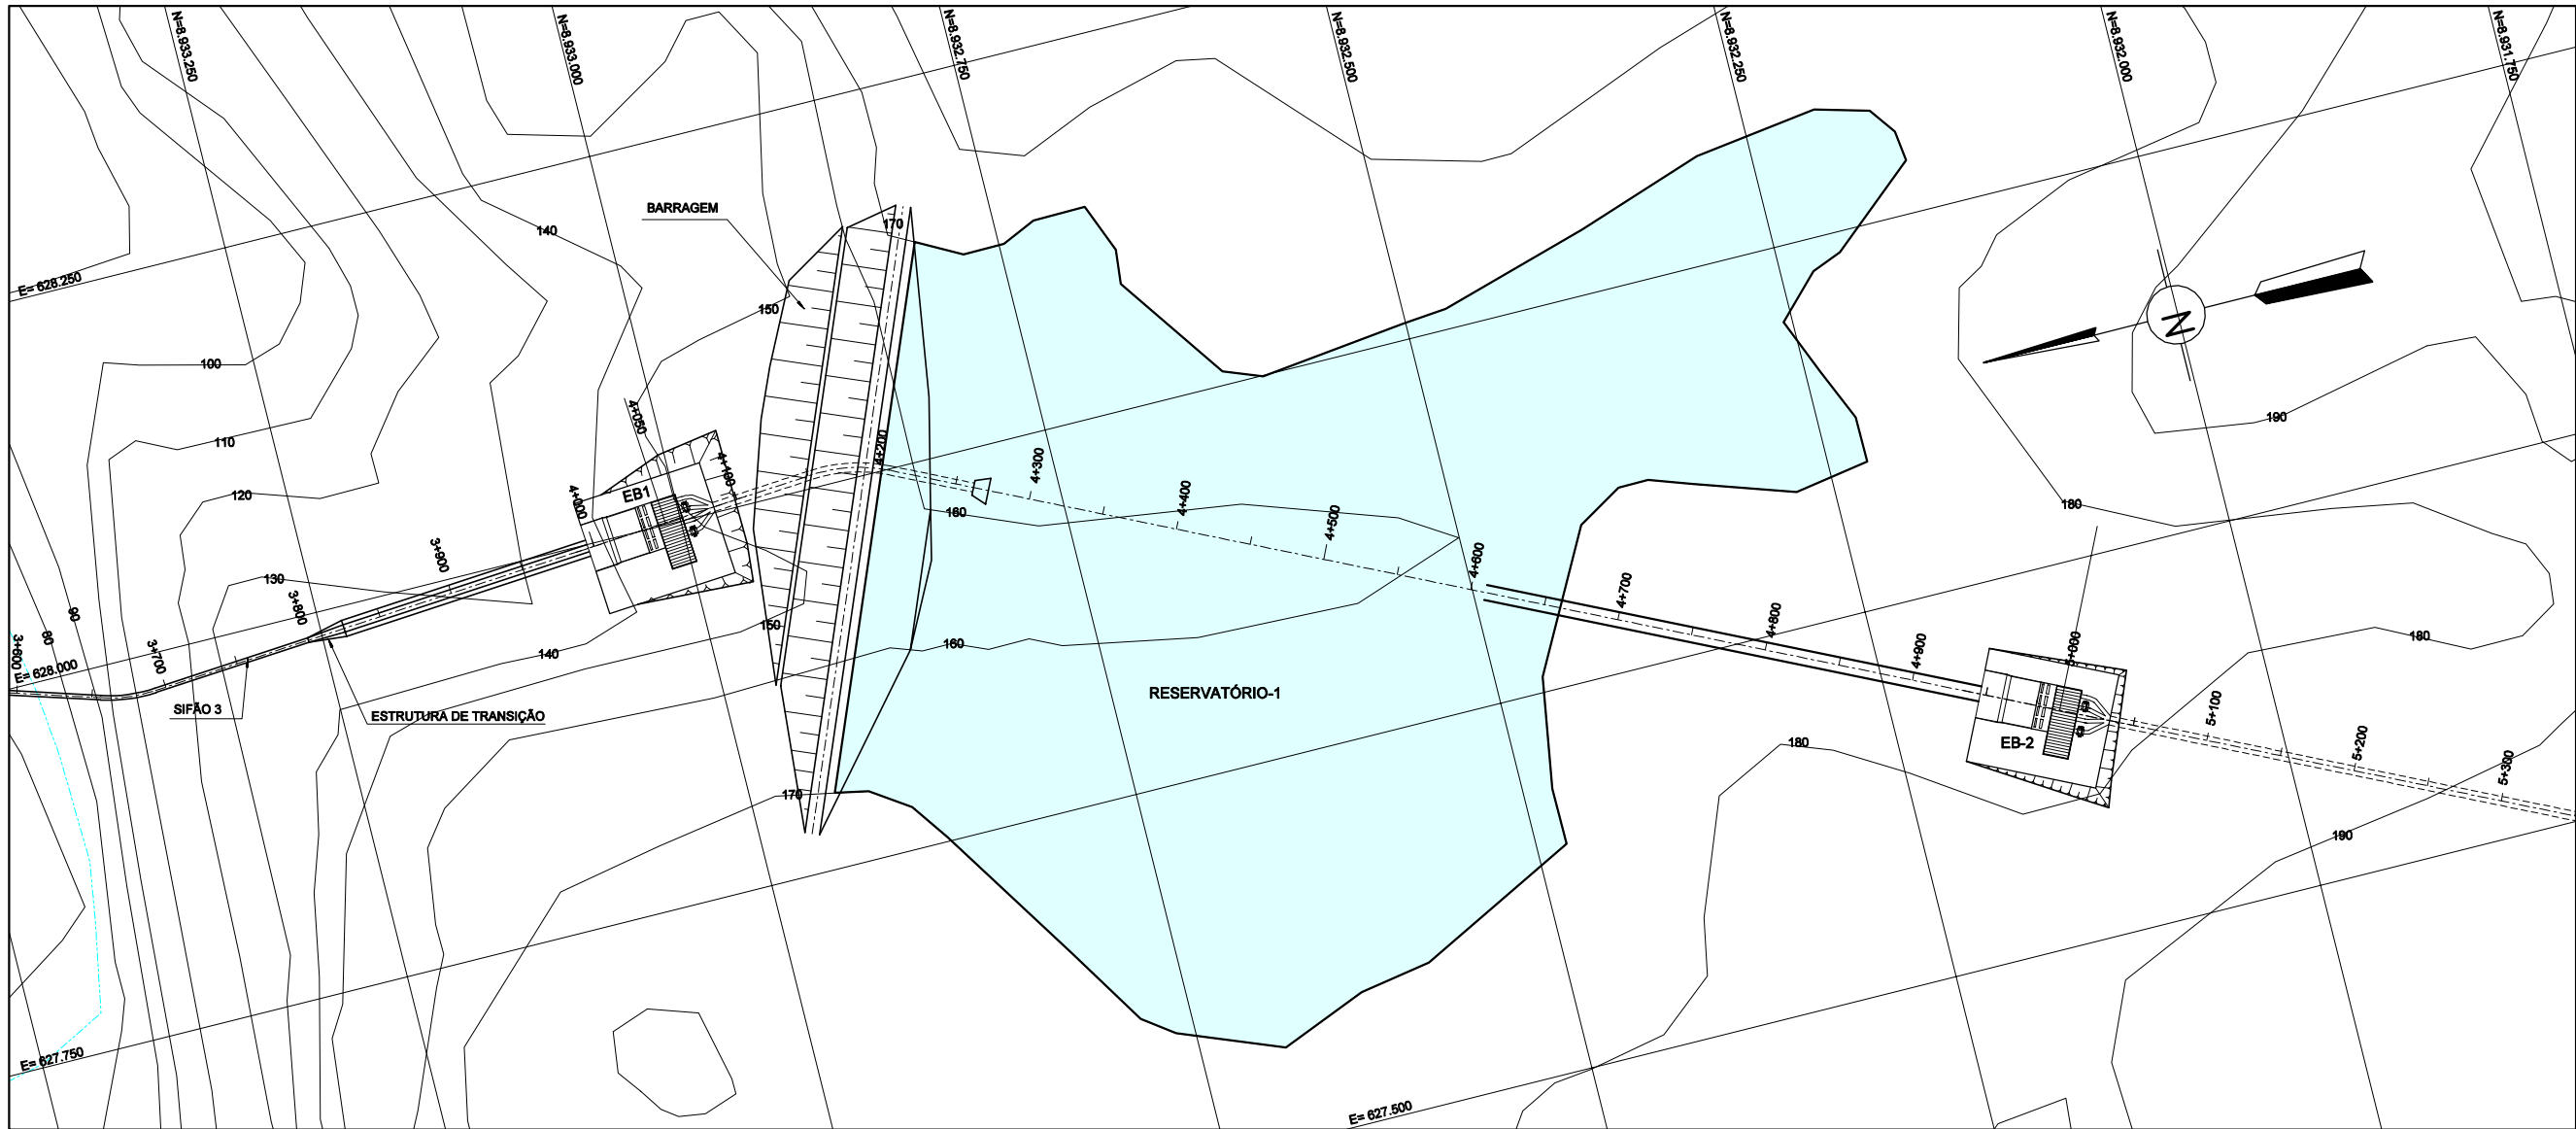 N=8.933.250
N=8.933.000
N=8.932.750
N=8.932.500
N=8.932.250
N=8.932.000
N=8.931.750
BARRAGEM
170
140
E= 628.250
150
N
100
110
4+050
190
4+200
4+100
4+300
120
EB1
4+000
4+400
160
180
4+500
3+900
130
4+600
3+800
4+700
90
80
150
4+800
180
3+600
3+700
140
160
4+900
5+000
E= 628.000
RESERVATÓRIO-1
SIFÃO 3
ESTRUTURA DE TRANSIÇÃO
5+100
180
EB-2
5+200
5+300
170
190
E= 627.750
E= 627.500